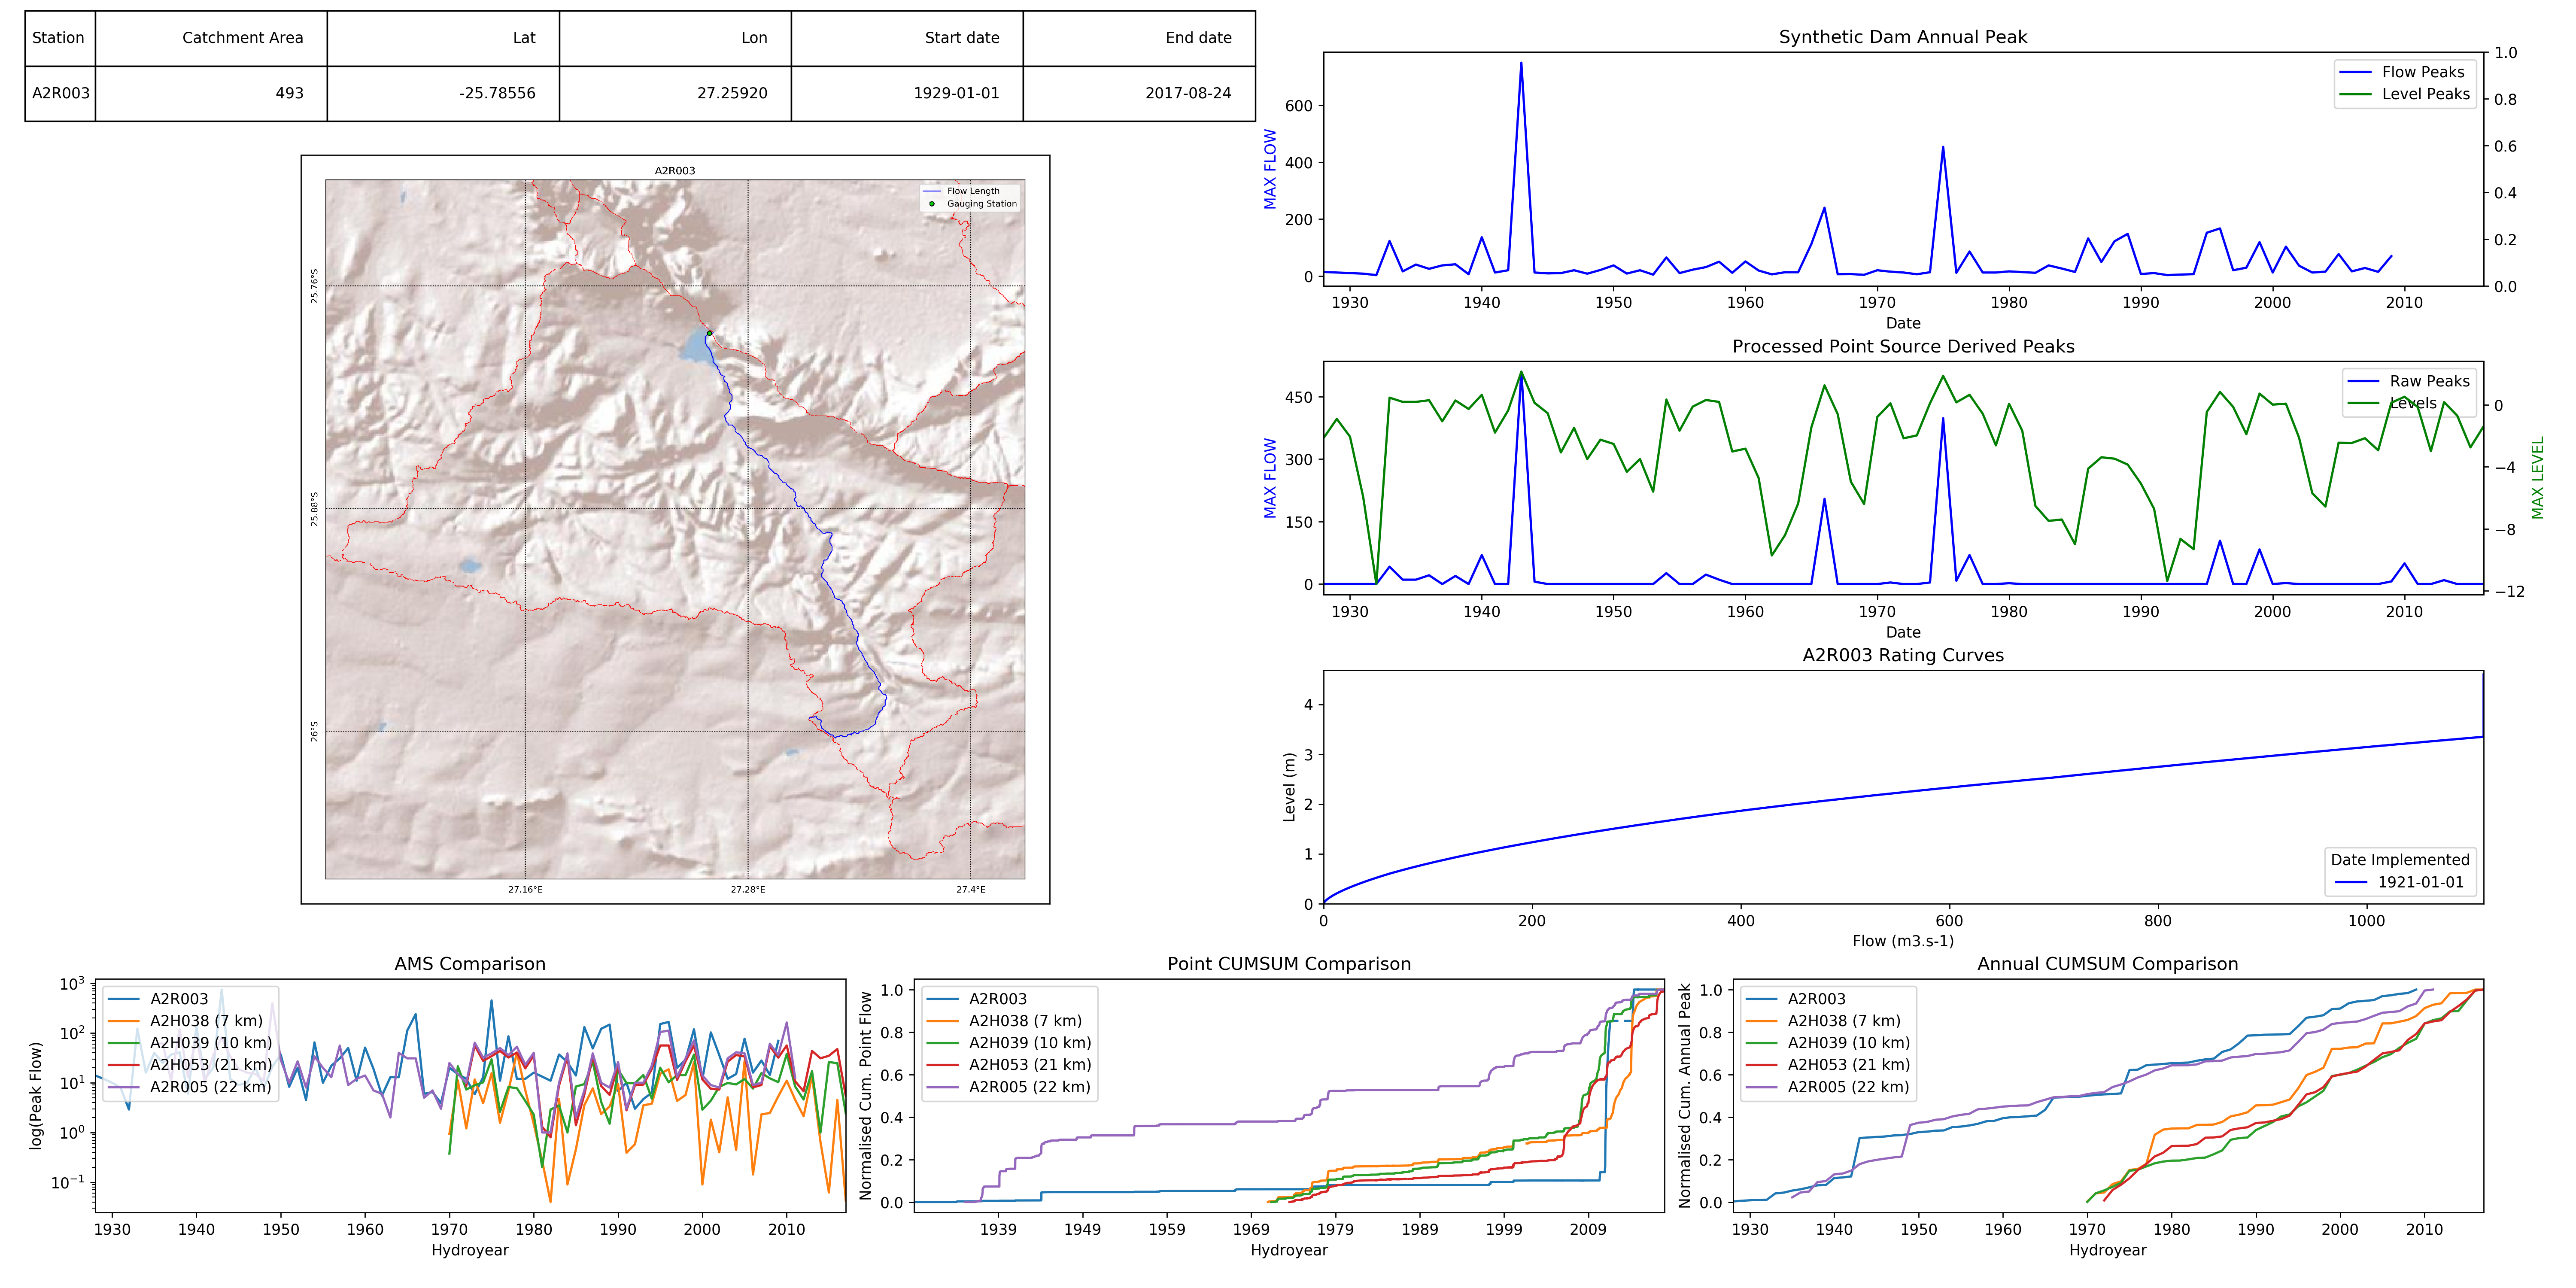 Station Catchment Area Lat Lon Start date End date
A2R003 493 -25.78556 27.25920 1929-01-01 2017-08-24
A2R003
Flow Length
Gauging Station
25.76°S
25.88°S
26°S
27.16°E 27.28°E 27.4°E
Synthetic Dam Annual Peak
MAX FLOW
600
400
200
0
1.0
0.8
0.6
0.4
0.2
0.0
Flow Peaks
Level Peaks
1930 1940 1950 1960 1970 1980 1990 2000 2010
Date
Processed Point Source Derived Peaks
MAX FLOW
450
300
150
0
Raw Peaks
Levels
0
−4
−8
−12
MAX LEVEL
1930 1940 1950 1960 1970 1980 1990 2000 2010
Date
A2R003 Rating Curves
Level (m)
4
3
2
1
0
Date Implemented
1921-01-01
0 200 400 600 800 1000
Flow (m3.s-1)
AMS Comparison
log(Peak Flow)
10³
10²
10¹
10⁰
10⁻¹
A2R003
A2H038 (7 km)
A2H039 (10 km)
A2H053 (21 km)
A2R005 (22 km)
1930 1940 1950 1960 1970 1980 1990 2000 2010
Hydroyear
Point CUMSUM Comparison
Normalised Cum. Point Flow
1.0
0.8
0.6
0.4
0.2
0.0
A2R003
A2H038 (7 km)
A2H039 (10 km)
A2H053 (21 km)
A2R005 (22 km)
1939 1949 1959 1969 1979 1989 1999 2009
Hydroyear
Annual CUMSUM Comparison
Normalised Cum. Annual Peak
1.0
0.8
0.6
0.4
0.2
0.0
A2R003
A2H038 (7 km)
A2H039 (10 km)
A2H053 (21 km)
A2R005 (22 km)
1930 1940 1950 1960 1970 1980 1990 2000 2010
Hydroyear